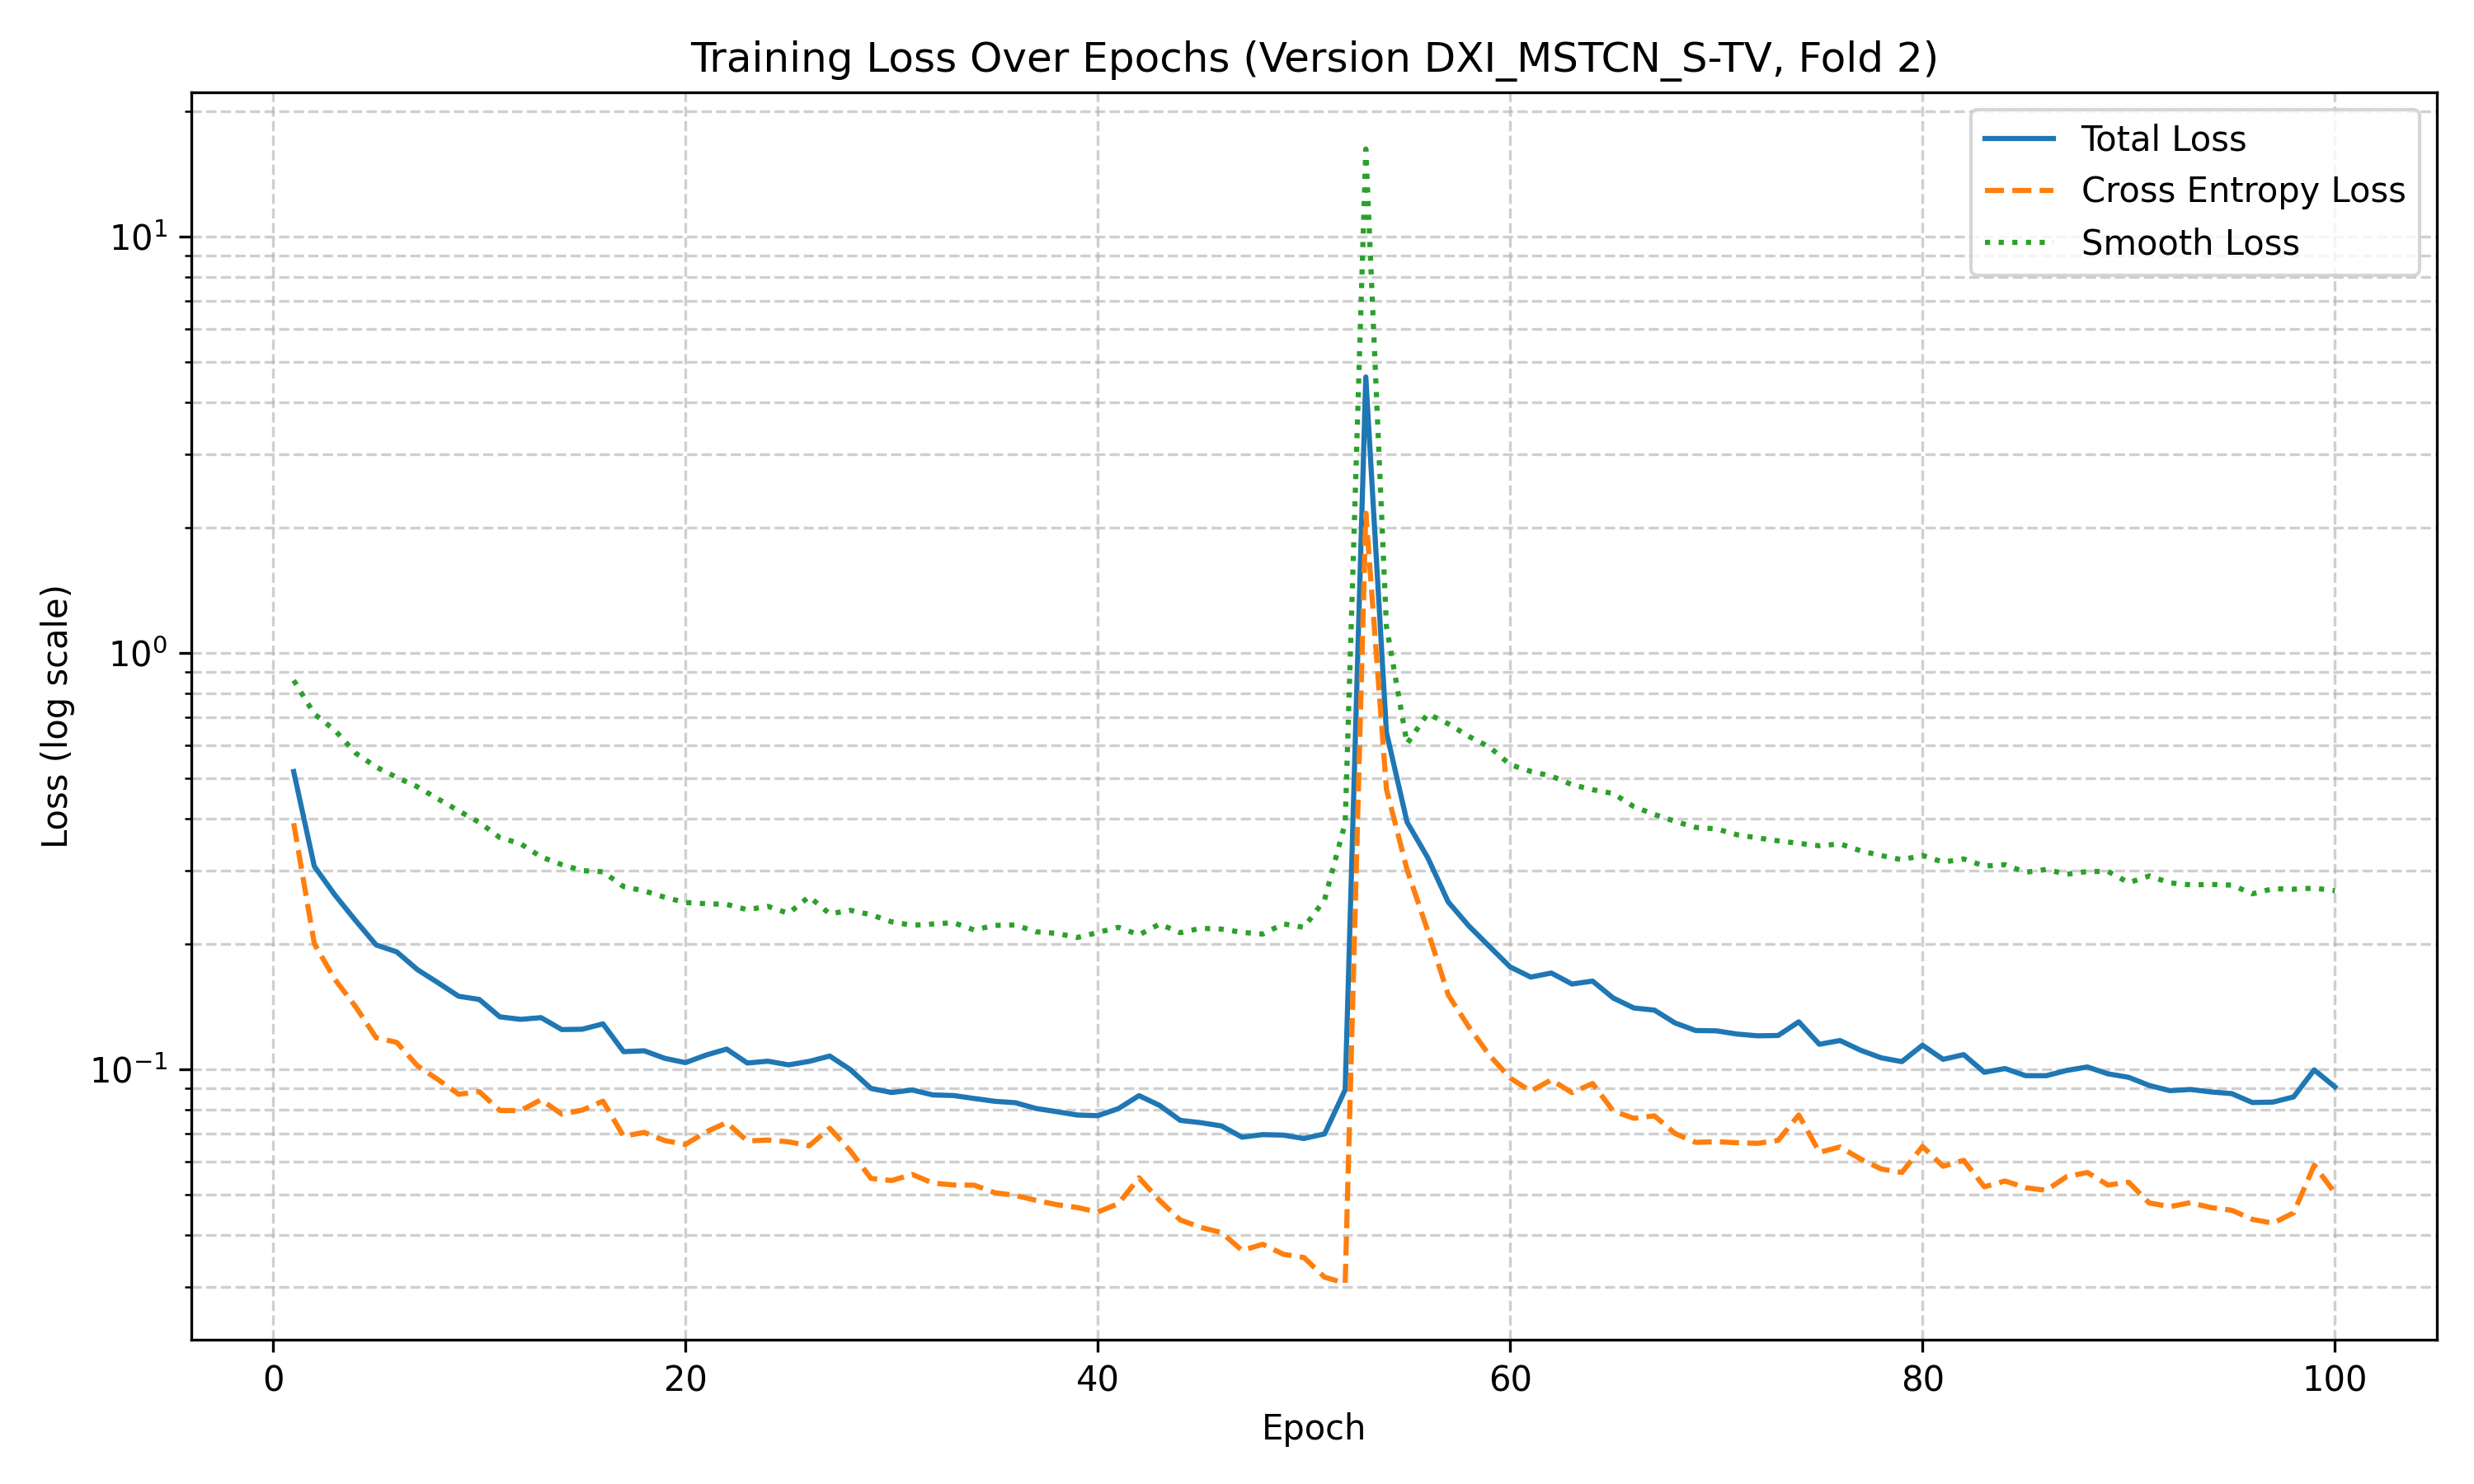 Training Loss Over Epochs (Version DXI_MSTCN_S-TV, Fold 2)
Total Loss
Cross Entropy Loss
Smooth Loss
Loss (log scale)
10¹
10⁰
10⁻¹
0 20 40 60 80 100
Epoch